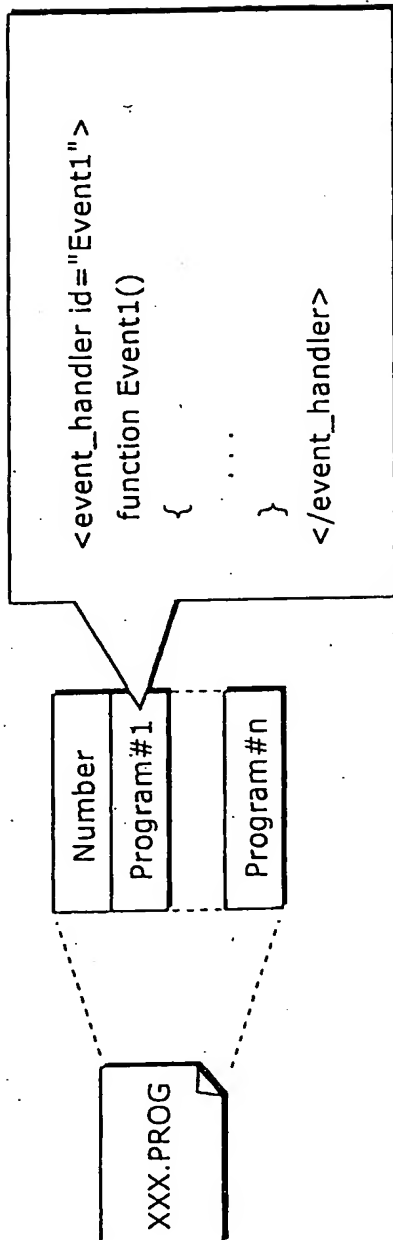 XXX.PROG
Number
Program#1
Program#n
<event_handler id="Event1">
function Event1()
{
...
}
</event_handler>